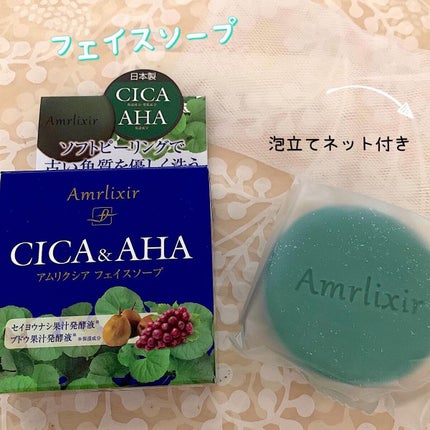 フェイスソープ
日本製
CICA
AHA
Amrlixir
ソフトピーリングで
古い角質を優しく洗う
Amrlixir
CICA&AHA
アムリクシア フェイスソープ
セイヨウナシ果汁発酵液※
ブドウ果汁発酵液※ ※保湿成分
泡立てネット付き
Amrlixir